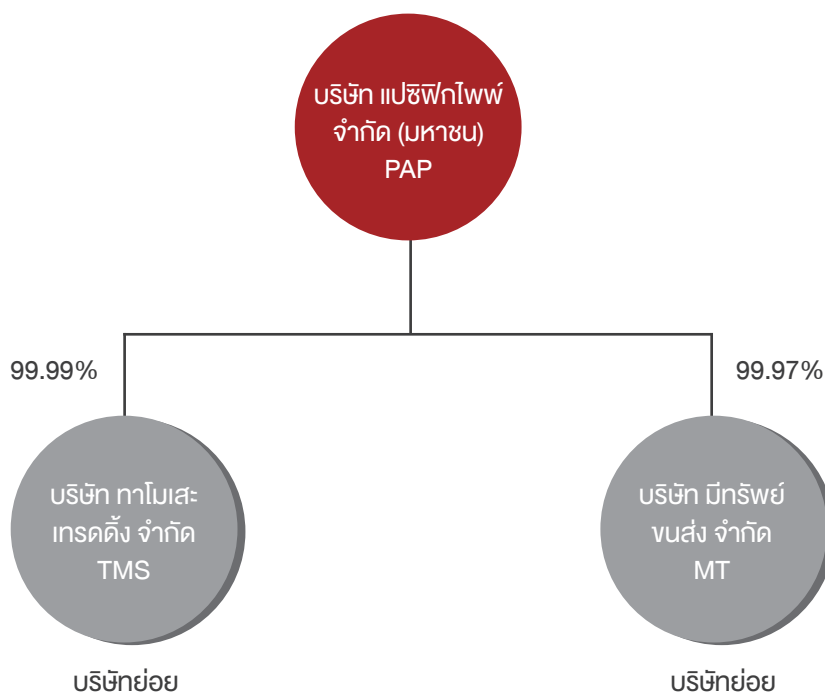 บริษัท แปซิฟิกไพพ์
จำกัด (มหาชน)
PAP
99.99%
99.97%
บริษัท ทาโมเสะ
เทรดดิ้ง จำกัด
TMS
บริษัท มีทรัพย์
ขนส่ง จำกัด
MT
บริษัทย่อย
บริษัทย่อย